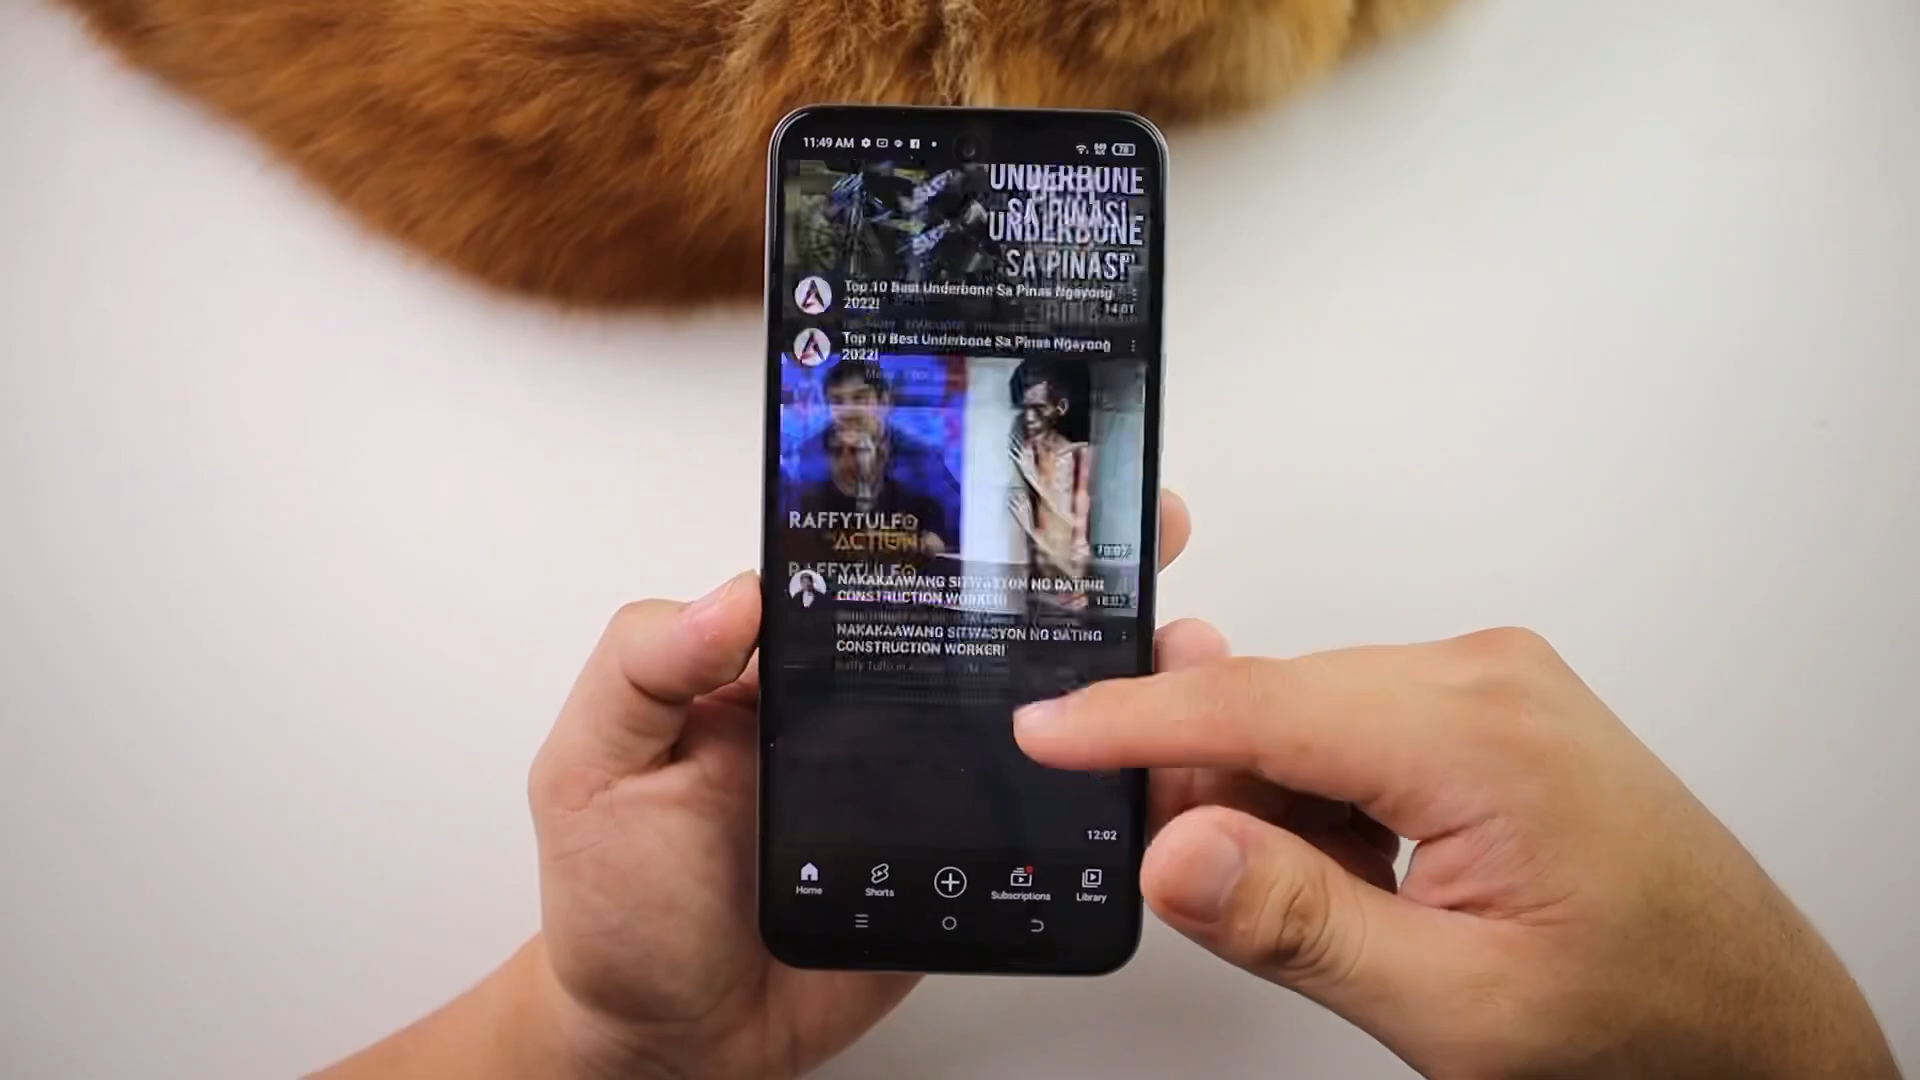 11:49 AM
78
UNDERBONE
SA PINAS!
UNDERBONE
SA PINAS!
Top 10 Best Underbone Sa Pinas Ngayong
2022!
14:01
Top 10 Best Underbone Sa Pinas Ngayong
2022!
RAFFYTULFO
ACTION
RAFFYTULFO
NAKAKAAWANG SITWASYON NG DATING
CONSTRUCTION WORKER!
NAKAKAAWANG SITWASYON NG DATING
CONSTRUCTION WORKER!
12:02
Home
Shorts
Subscriptions
Library